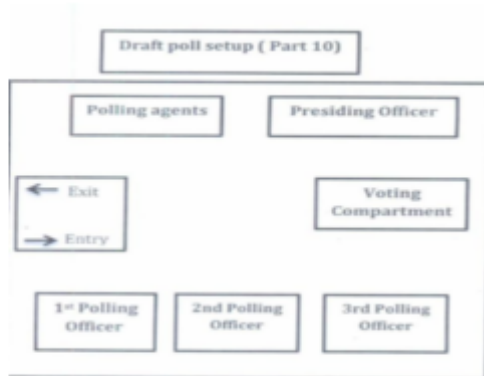 Draft poll setup ( Part 10)
Polling agents
Presiding Officer
← Exit
→ Entry
Voting
Compartment
1st Polling
Officer
2nd Polling
Officer
3rd Polling
Officer